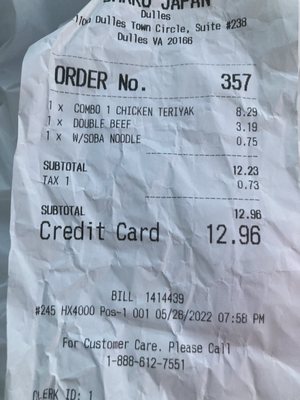 JAPAN
Dulles
Dulles Town Circle, Suite #238
Dulles VA 20166
ORDER No. 357
1 x COMBO 1 CHICKEN TERIYAK 8.29
1 x DOUBLE BEEF 3.19
1 x W/SOBA NOODLE 0.75
SUBTOTAL 12.23
TAX 1 0.73
SUBTOTAL 12.96
Credit Card 12.96
BILL 1414439
#245 HX4000 Pos-1 001 05/28/2022 07:58 PM
For Customer Care. Please Call
1-888-612-7551
CLERK ID: 1